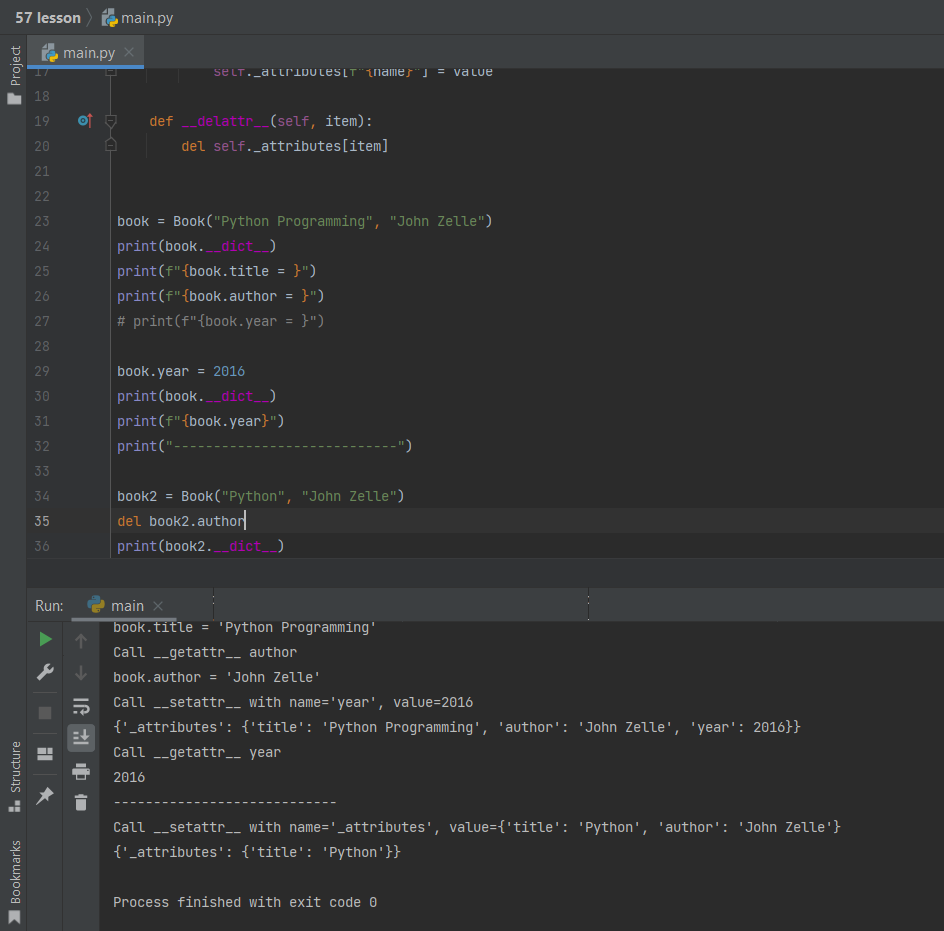 57 lesson 〉 main.py
Project
main.py ×
17 self._attributes[f"{name}"] = value
18
19 def __delattr__(self, item):
20 del self._attributes[item]
21
22
23 book = Book("Python Programming", "John Zelle")
24 print(book.__dict__)
25 print(f"{book.title = }")
26 print(f"{book.author = }")
27 # print(f"{book.year = }")
28
29 book.year = 2016
30 print(book.__dict__)
31 print(f"{book.year}")
32 print("----------------------------")
33
34 book2 = Book("Python", "John Zelle")
35 del book2.author
36 print(book2.__dict__)
Run: main ×
book.title = 'Python Programming'
Call __getattr__ author
book.author = 'John Zelle'
Call __setattr__ with name='year', value=2016
{'_attributes': {'title': 'Python Programming', 'author': 'John Zelle', 'year': 2016}}
Call __getattr__ year
2016
----------------------------
Call __setattr__ with name='_attributes', value={'title': 'Python', 'author': 'John Zelle'}
{'_attributes': {'title': 'Python'}}
Process finished with exit code 0
Structure
Bookmarks